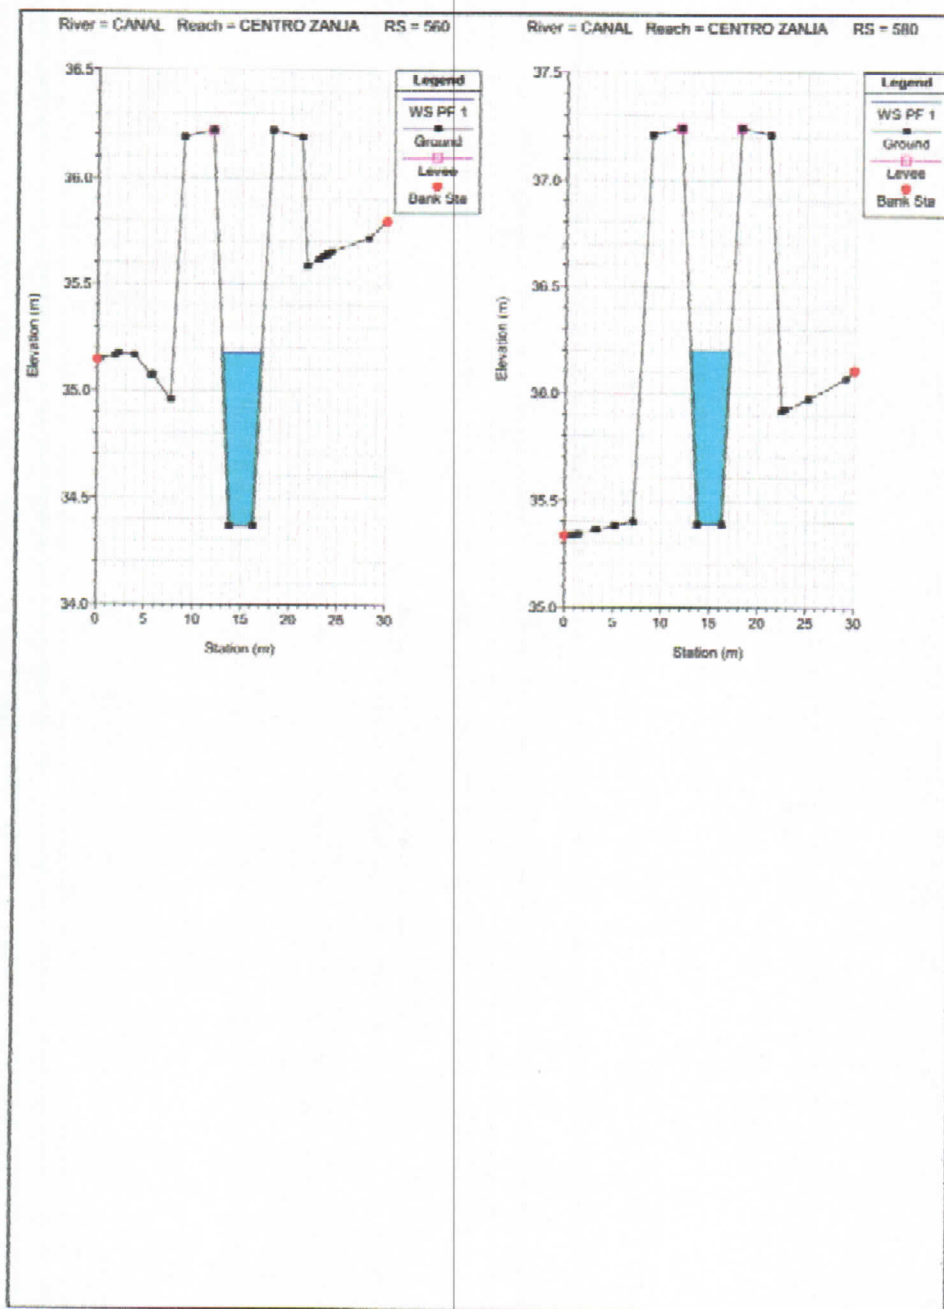 River = CANAL Reach = CENTRO ZANJA RS = 560
36.5
36.0
35.5
35.0
34.5
34.0
Elevation (m)
0 5 10 15 20 25 30
Station (m)
Legend
WS PF 1
Ground
Levee
Bank Sta
River = CANAL Reach = CENTRO ZANJA RS = 580
37.5
37.0
36.5
36.0
35.5
35.0
Elevation (m)
0 5 10 15 20 25 30
Station (m)
Legend
WS PF 1
Ground
Levee
Bank Sta